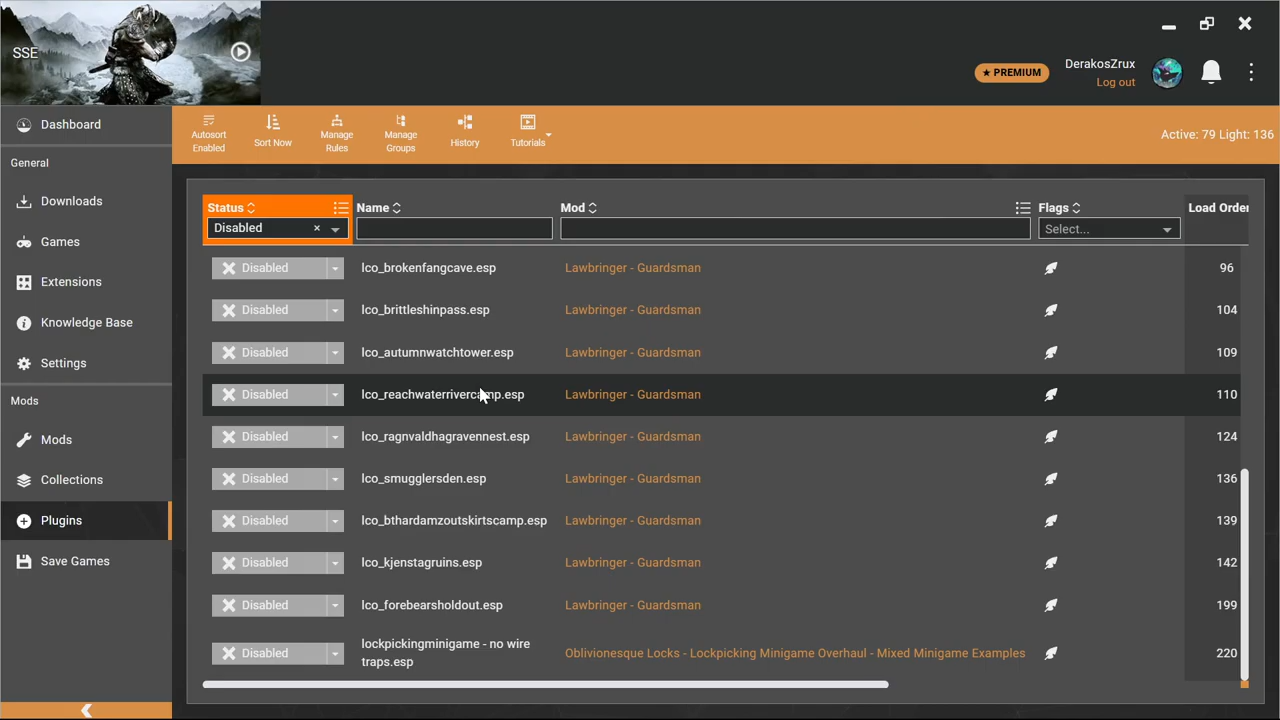 SSE
★ PREMIUM
DerakosZrux
Log out
Dashboard
General
Downloads
Games
Extensions
Knowledge Base
Settings
Mods
Mods
Collections
Plugins
Save Games
Autosort
Enabled
Sort Now
Manage
Rules
Manage
Groups
History
Tutorials
Active: 79 Light: 136
Status Name Mod Flags Load Order
Disabled × Select...
Disabled lco_brokenfangcave.esp Lawbringer - Guardsman 96
Disabled lco_brittleshinpass.esp Lawbringer - Guardsman 104
Disabled lco_autumnwatchtower.esp Lawbringer - Guardsman 109
Disabled lco_reachwaterrivercamp.esp Lawbringer - Guardsman 110
Disabled lco_ragnvaldhagravennest.esp Lawbringer - Guardsman 124
Disabled lco_smugglersden.esp Lawbringer - Guardsman 136
Disabled lco_bthardamzoutskirtscamp.esp Lawbringer - Guardsman 139
Disabled lco_kjenstagruins.esp Lawbringer - Guardsman 142
Disabled lco_forebearsholdout.esp Lawbringer - Guardsman 199
lockpickingminigame - no wire
Disabled Oblivionesque Locks - Lockpicking Minigame Overhaul - Mixed Minigame Examples 220
traps.esp